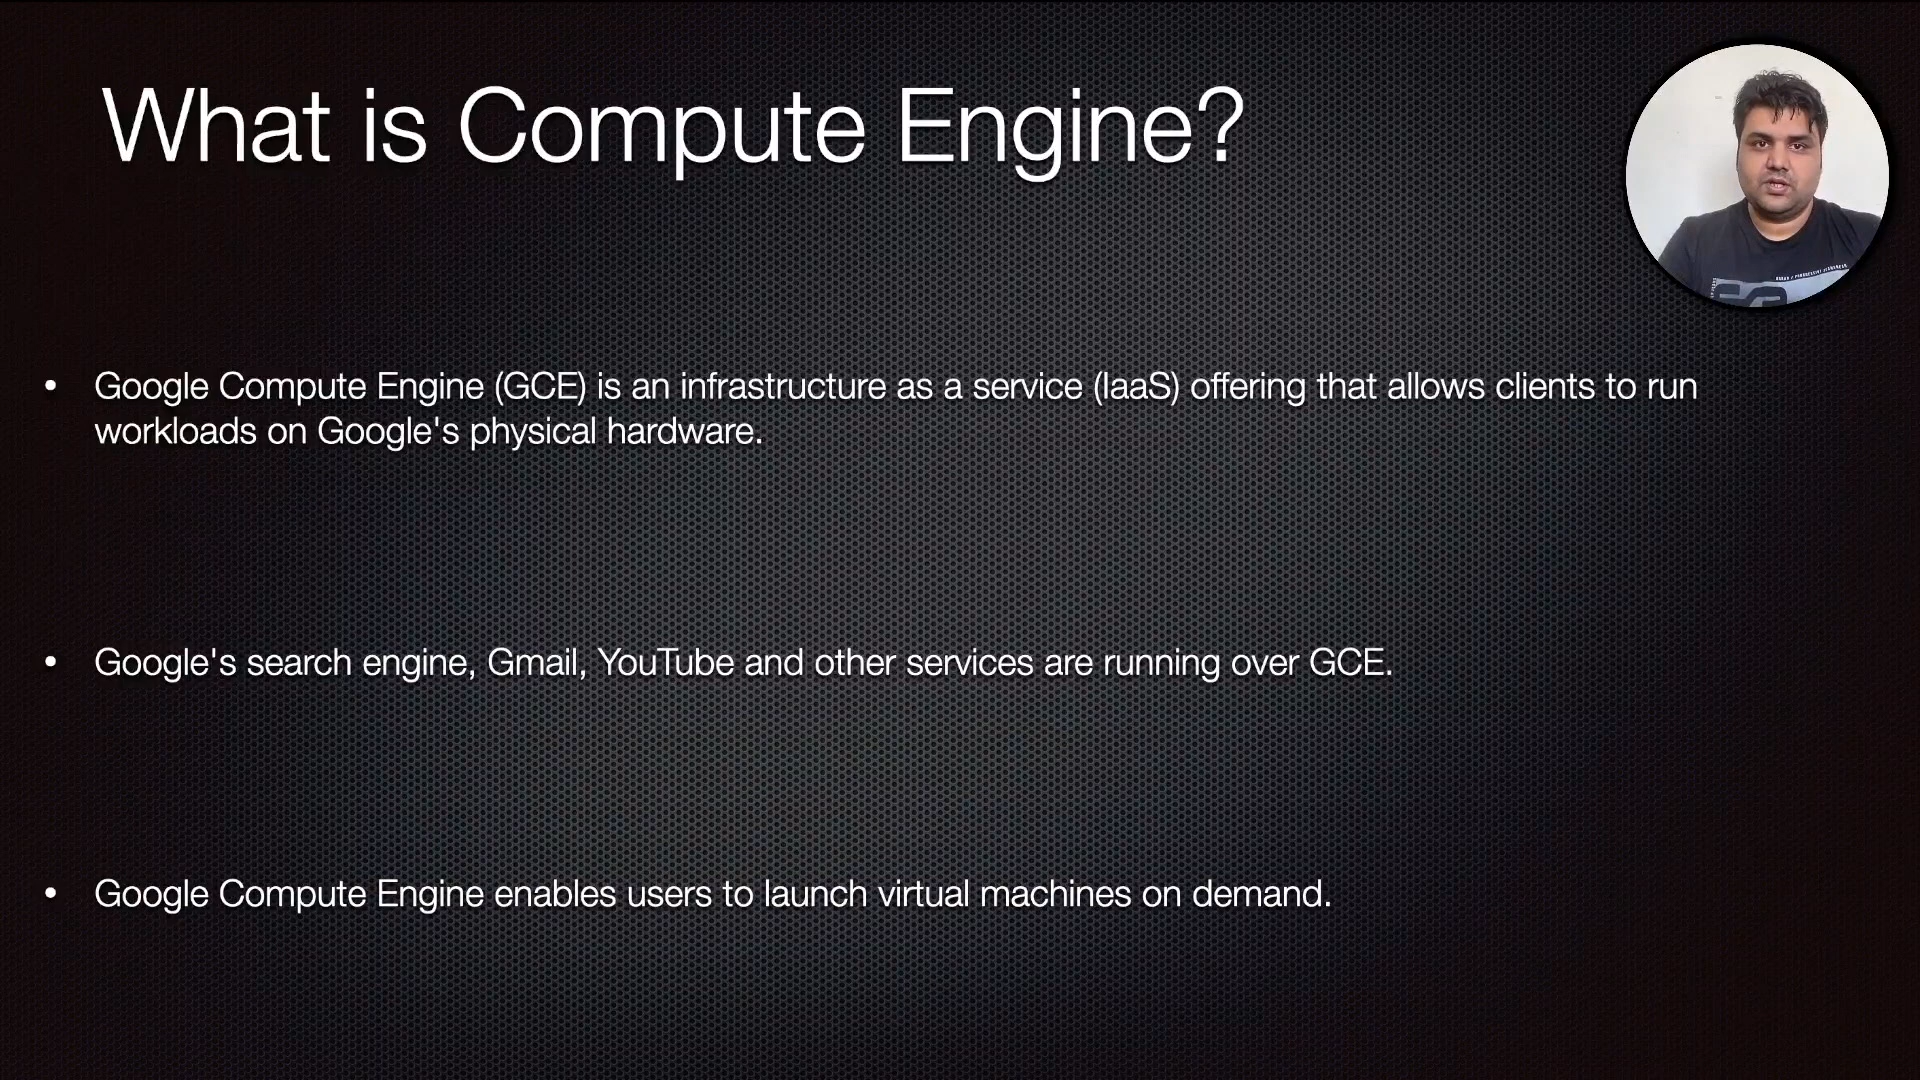 What is Compute Engine?
• Google Compute Engine (GCE) is an infrastructure as a service (IaaS) offering that allows clients to run
workloads on Google's physical hardware.
• Google's search engine, Gmail, YouTube and other services are running over GCE.
• Google Compute Engine enables users to launch virtual machines on demand.